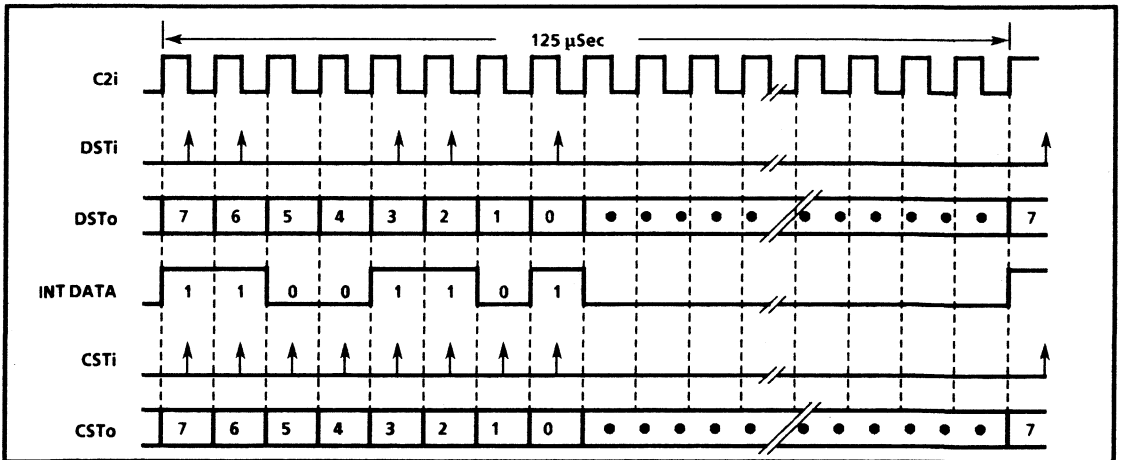 125 µSec
C2i
DSTi
DSTo 7 6 5 4 3 2 1 0 7
INT DATA 1 1 0 0 1 1 0 1
CSTi
CSTo 7 6 5 4 3 2 1 0 7